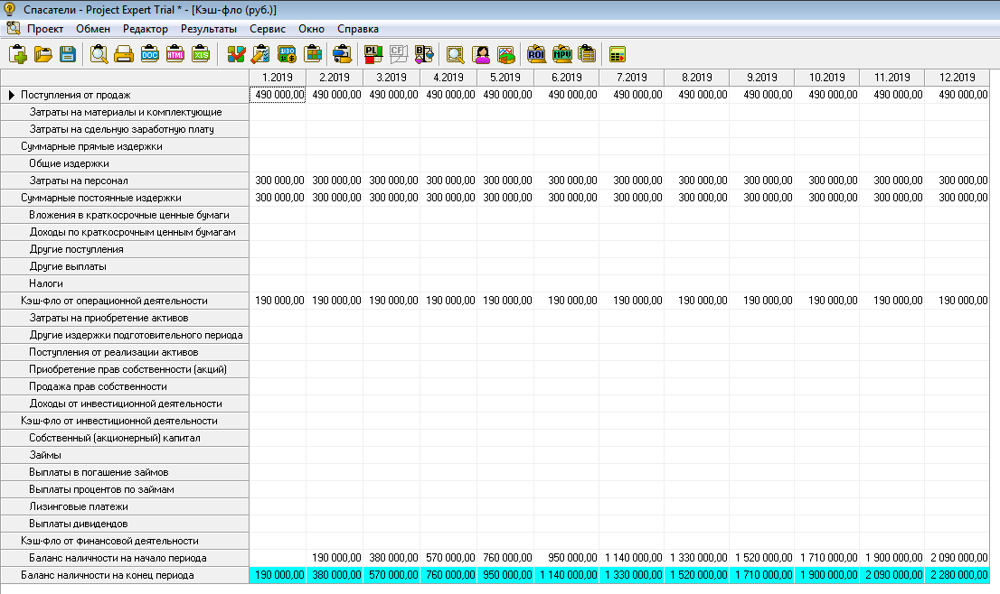 Спасатели - Project Expert Trial * - [Кэш-фло (руб.)]
Проект Обмен Редактор Результаты Сервис Окно Справка
DOC HTML XLS 1:30 PL CF B ROI NPV
1.2019 2.2019 3.2019 4.2019 5.2019 6.2019 7.2019 8.2019 9.2019 10.2019 11.2019 12.2019
Поступления от продаж 490 000,00 490 000,00 490 000,00 490 000,00 490 000,00 490 000,00 490 000,00 490 000,00 490 000,00 490 000,00 490 000,00 490 000,00
Затраты на материалы и комплектующие
Затраты на сдельную заработную плату
Суммарные прямые издержки
Общие издержки
Затраты на персонал 300 000,00 300 000,00 300 000,00 300 000,00 300 000,00 300 000,00 300 000,00 300 000,00 300 000,00 300 000,00 300 000,00 300 000,00
Суммарные постоянные издержки 300 000,00 300 000,00 300 000,00 300 000,00 300 000,00 300 000,00 300 000,00 300 000,00 300 000,00 300 000,00 300 000,00 300 000,00
Вложения в краткосрочные ценные бумаги
Доходы по краткосрочным ценным бумагам
Другие поступления
Другие выплаты
Налоги
Кэш-фло от операционной деятельности 190 000,00 190 000,00 190 000,00 190 000,00 190 000,00 190 000,00 190 000,00 190 000,00 190 000,00 190 000,00 190 000,00 190 000,00
Затраты на приобретение активов
Другие издержки подготовительного периода
Поступления от реализации активов
Приобретение прав собственности (акций)
Продажа прав собственности
Доходы от инвестиционной деятельности
Кэш-фло от инвестиционной деятельности
Собственный (акционерный) капитал
Займы
Выплаты в погашение займов
Выплаты процентов по займам
Лизинговые платежи
Выплаты дивидендов
Кэш-фло от финансовой деятельности
Баланс наличности на начало периода 190 000,00 380 000,00 570 000,00 760 000,00 950 000,00 1 140 000,00 1 330 000,00 1 520 000,00 1 710 000,00 1 900 000,00 2 090 000,00
Баланс наличности на конец периода 190 000,00 380 000,00 570 000,00 760 000,00 950 000,00 1 140 000,00 1 330 000,00 1 520 000,00 1 710 000,00 1 900 000,00 2 090 000,00 2 280 000,00